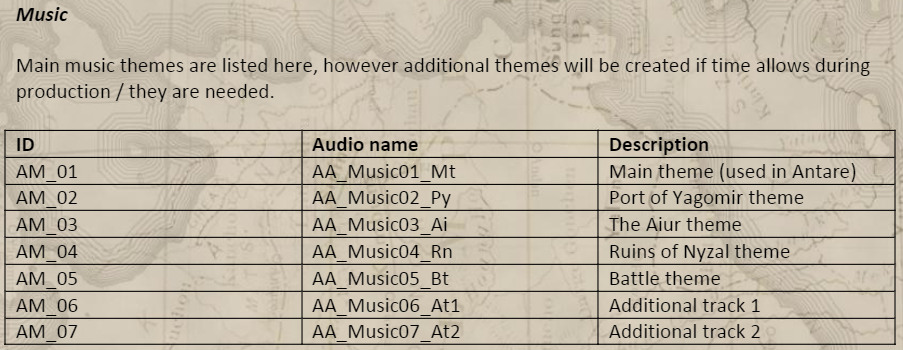 Music
Main music themes are listed here, however additional themes will be created if time allows during
production / they are needed.
ID Audio name Description
AM_01 AA_Music01_Mt Main theme (used in Antare)
AM_02 AA_Music02_Py Port of Yagomir theme
AM_03 AA_Music03_Ai The Aiur theme
AM_04 AA_Music04_Rn Ruins of Nyzal theme
AM_05 AA_Music05_Bt Battle theme
AM_06 AA_Music06_At1 Additional track 1
AM_07 AA_Music07_At2 Additional track 2